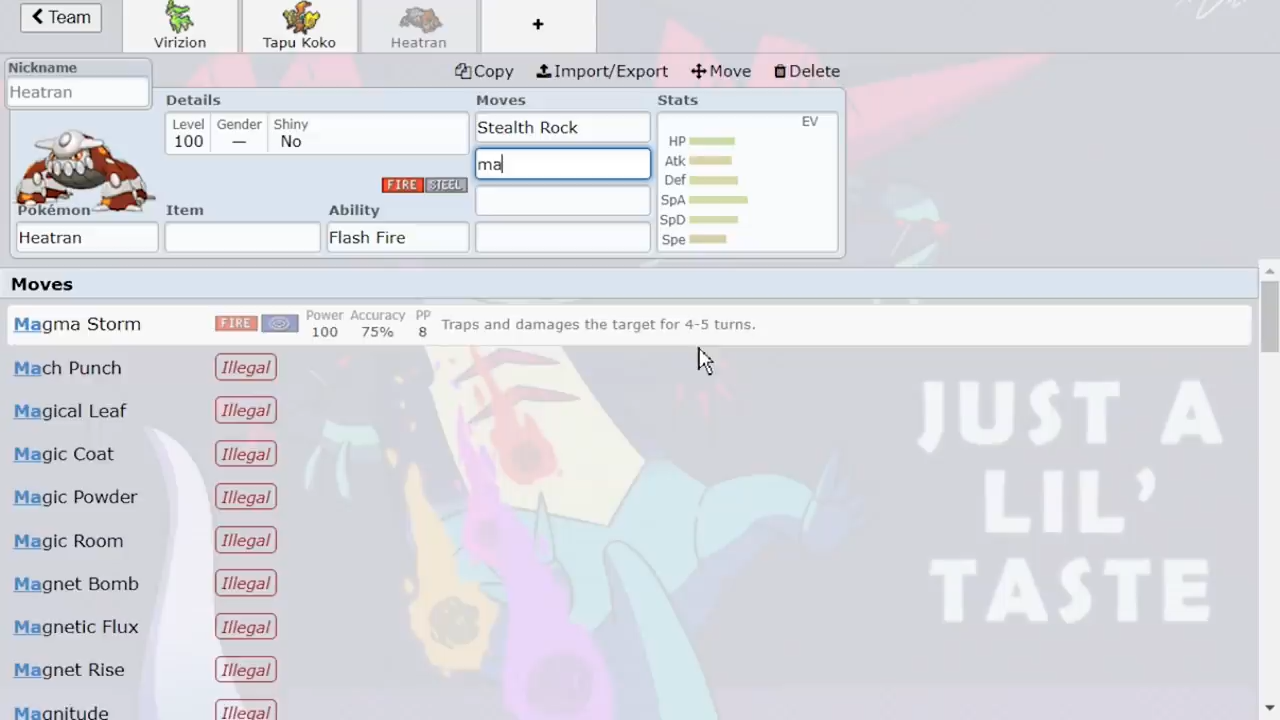 Team
Virizion
Tapu Koko
Heatran
+
Nickname
Heatran
Copy
Import/Export
Move
Delete
Details
Moves
Stats
Level
Gender
Shiny
100
—
No
Stealth Rock
ma
EV
HP
Atk
Def
SpA
SpD
Spe
FIRE
STEEL
Pokémon
Item
Ability
Heatran
Flash Fire
Moves
Magma Storm
FIRE
Power
100
Accuracy
75%
PP
8
Traps and damages the target for 4-5 turns.
Mach Punch
Illegal
Magical Leaf
Illegal
Magic Coat
Illegal
Magic Powder
Illegal
Magic Room
Illegal
Magnet Bomb
Illegal
Magnetic Flux
Illegal
Magnet Rise
Illegal
Magnitude
Illegal
JUST A
LIL'
TASTE